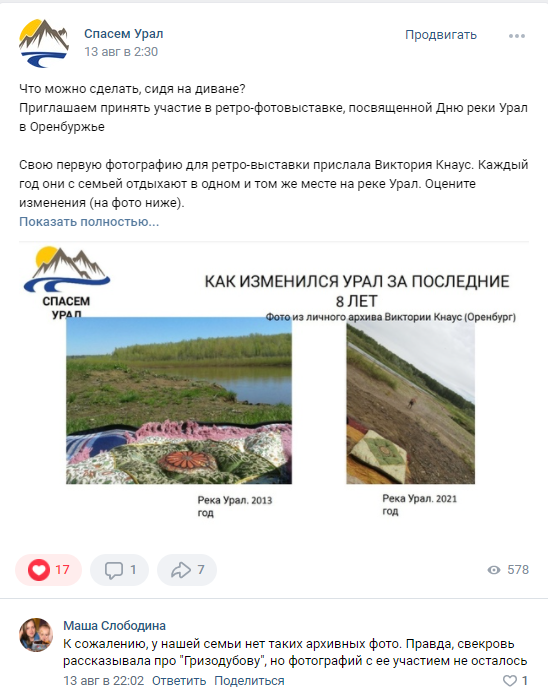 Спасем Урал
Продвигать
13 авг в 2:30
Что можно сделать, сидя на диване?
Приглашаем принять участие в ретро-фотовыставке, посвященной Дню реки Урал
в Оренбуржье
Свою первую фотографию для ретро-выставки прислала Виктория Кнаус. Каждый
год они с семьей отдыхают в одном и том же месте на реке Урал. Оцените
изменения (на фото ниже).
Показать полностью...
СПАСЕМ
УРАЛ
КАК ИЗМЕНИЛСЯ УРАЛ ЗА ПОСЛЕДНИЕ
8 ЛЕТ
Фото из личного архива Виктории Кнаус (Оренбург)
Река Урал. 2013
год
Река Урал. 2021
год
17
1
7
578
Маша Слободина
К сожалению, у нашей семьи нет таких архивных фото. Правда, свекровь
рассказывала про "Гризодубову", но фотографий с ее участием не осталось
13 авг в 22:02 Ответить Поделиться
1